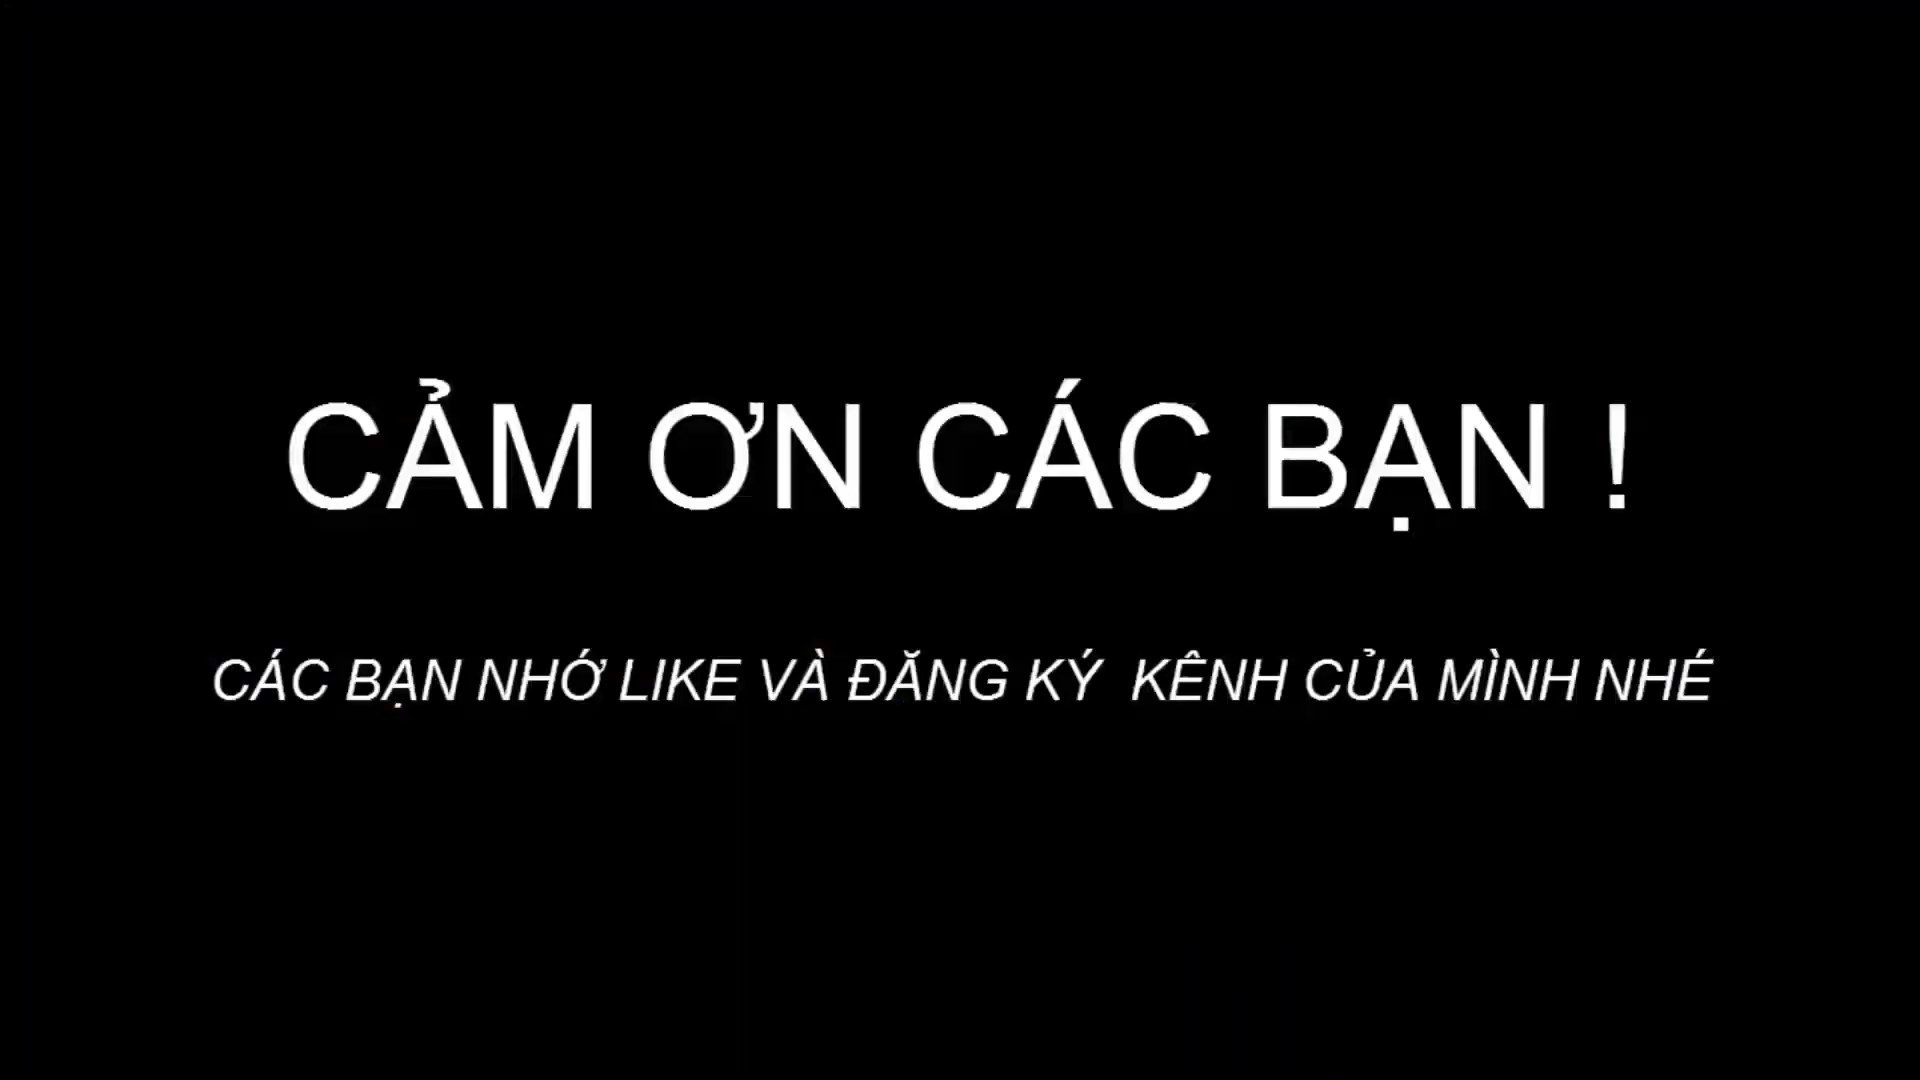 CẢM ƠN CÁC BẠN !
CÁC BẠN NHỚ LIKE VÀ ĐĂNG KÝ  KÊNH CỦA MÌNH NHÉ